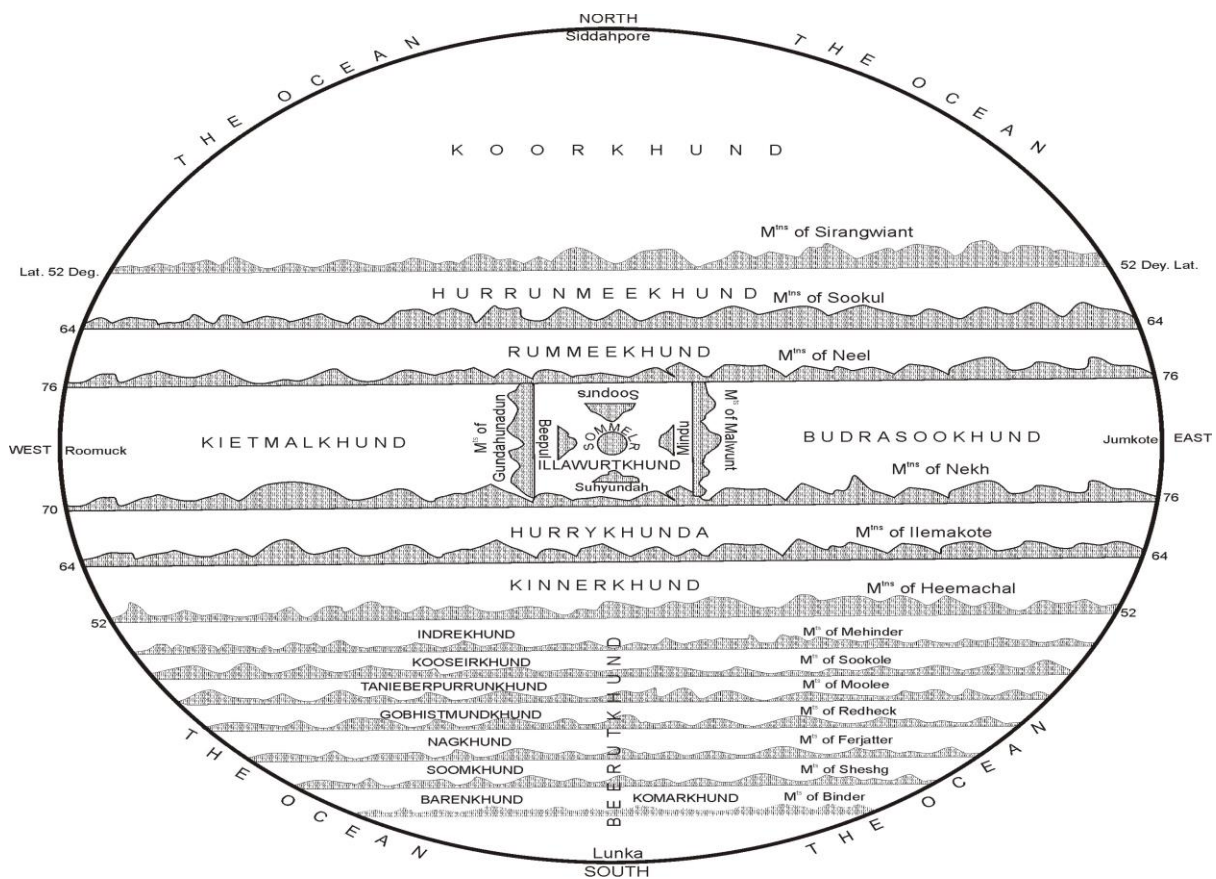 NORTH
Siddahpore
THE OCEAN
THE OCEAN
KOORKHUND
Mtns of Sirangwiant
Lat. 52 Deg.
52 Dey. Lat.
HURRUNMEEKHUND
Mtns of Sookul
64
64
RUMMEEKHUND
Mtns of Neel
76
76
Mts of Gundahunadun
Beepul
Soopurs
SOMMEIR
Mindu
Mts of Malwunt
KIETMALKHUND
BUDRASOOKHUND
WEST
Roomuck
Jumkote
EAST
ILLAWURTKHUND
Suhyundah
Mtns of Nekh
70
76
HURRYKHUNDA
Mtns of Ilemakote
64
64
KINNERKHUND
Mtns of Heemachal
52
52
BEERUTKHUND
INDREKHUND
Mts of Mehinder
KOOSEIRKHUND
Mts of Sookole
TANIEBERPURRUNKHUND
Mts of Moolee
GOBHISTMUNDKHUND
Mts of Redheck
NAGKHUND
Mts of Ferjatter
SOOMKHUND
Mts of Sheshg
BARENKHUND
KOMARKHUND
Mts of Binder
THE OCEAN
THE OCEAN
Lunka
SOUTH